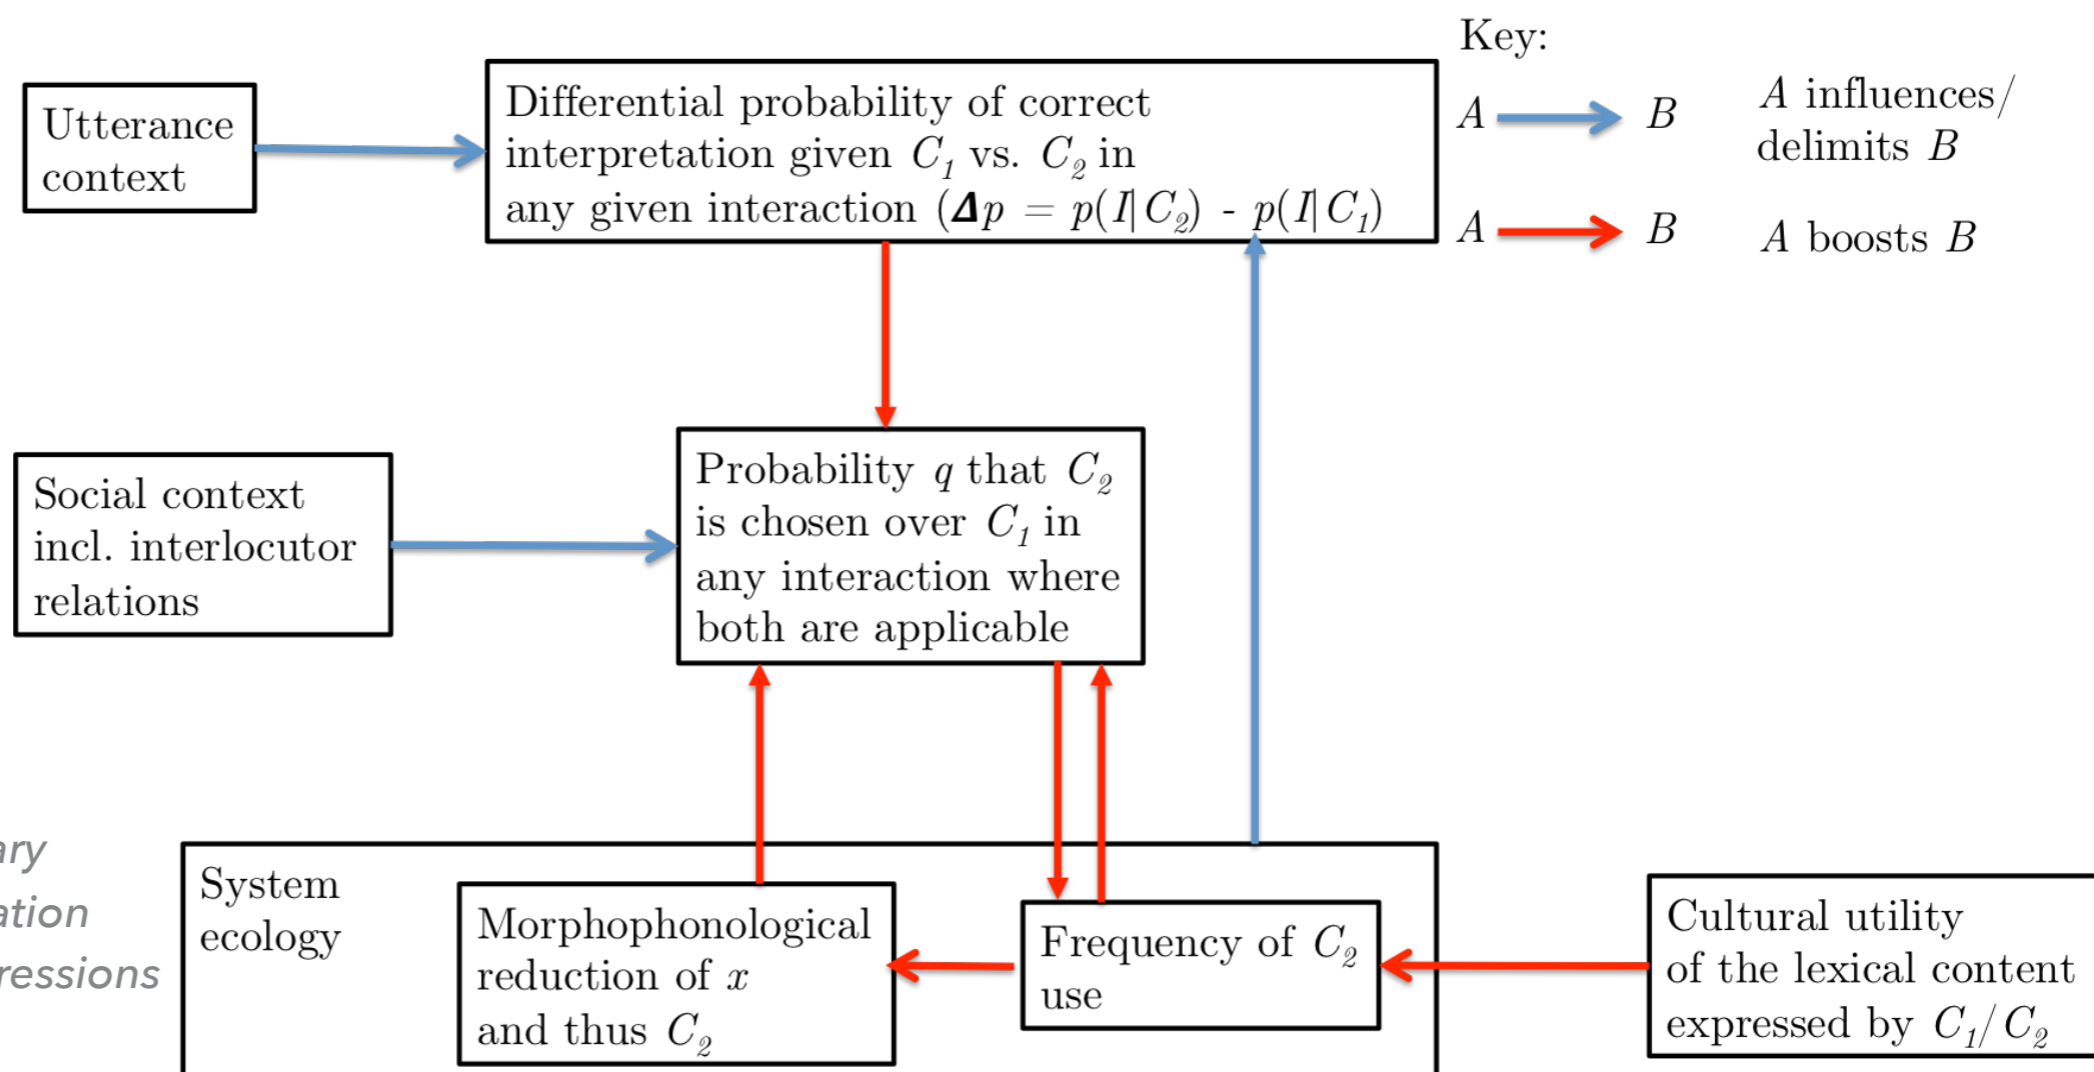 Key:
Utterance
context
Differential probability of correct
interpretation given C₁ vs. C₂ in
any given interaction (Δp = p(I|C₂) - p(I|C₁)
A B A influences/
delimits B
A B A boosts B
Social context
incl. interlocutor
relations
Probability q that C₂
is chosen over C₁ in
any interaction where
both are applicable
System
ecology
Morphophonological
reduction of x
and thus C₂
Frequency of C₂
use
Cultural utility
of the lexical content
expressed by C₁/C₂